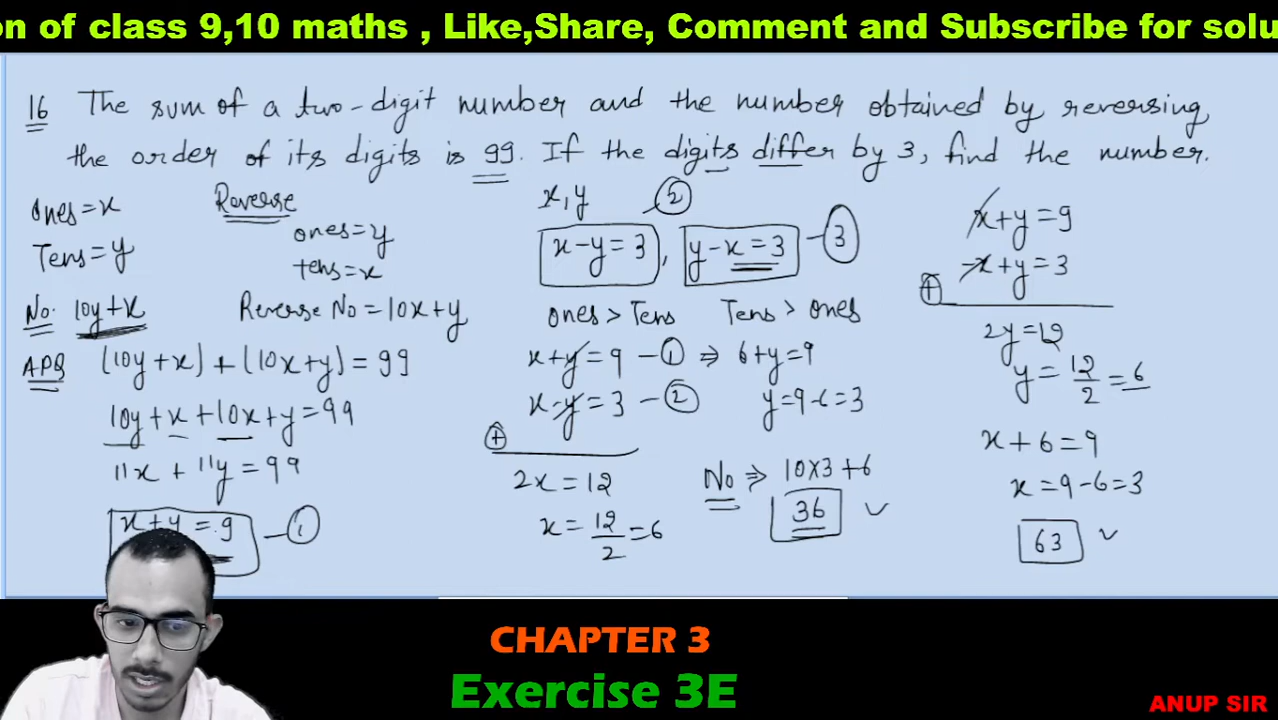 on of class 9,10 maths , Like,Share, Comment and Subscribe for solu
16 The sum of a two-digit number and the number obtained by reversing
the order of its digits is 99. If the digits differ by 3, find the number.
Ones = x
Tens = y
No. 10y+x
Reverse
ones = y
tens = x
Reverse No = 10x+y
APQ (10y+x) + (10x+y) = 99
10y + x + 10x + y = 99
11x + 11y = 99
x+y = 9 - ①
x, y
②
x-y = 3 , y-x = 3 - ③
ones > Tens
Tens > ones
x+y = 9 - ① ⇒ 6+y = 9
x-y = 3 - ② y = 9-6 = 3
⊕
2x = 12
x = 12/2 = 6
No ⇒ 10×3 + 6
36 ✓
x+y = 9
-x+y = 3
⊕
2y = 12
y = 12/2 = 6
x + 6 = 9
x = 9-6 = 3
63 ✓
CHAPTER 3
Exercise 3E
ANUP SIR